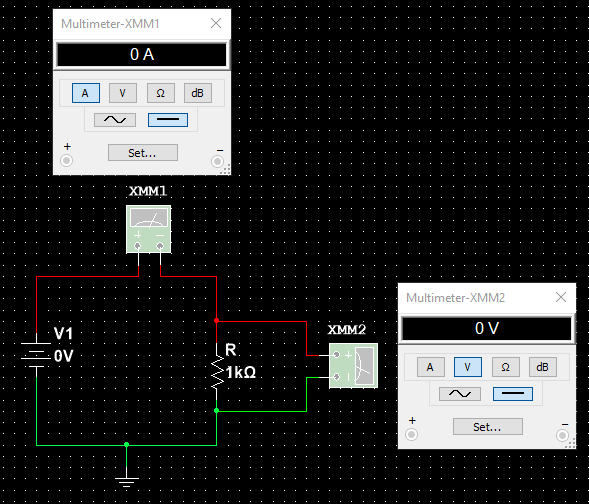 Multimeter-XMM1
0 A
A V Ω dB
+ −
Set...
XMM1
+ −
V1
0V
R
1kΩ
XMM2
+
−
Multimeter-XMM2
0 V
A V Ω dB
+ −
Set...